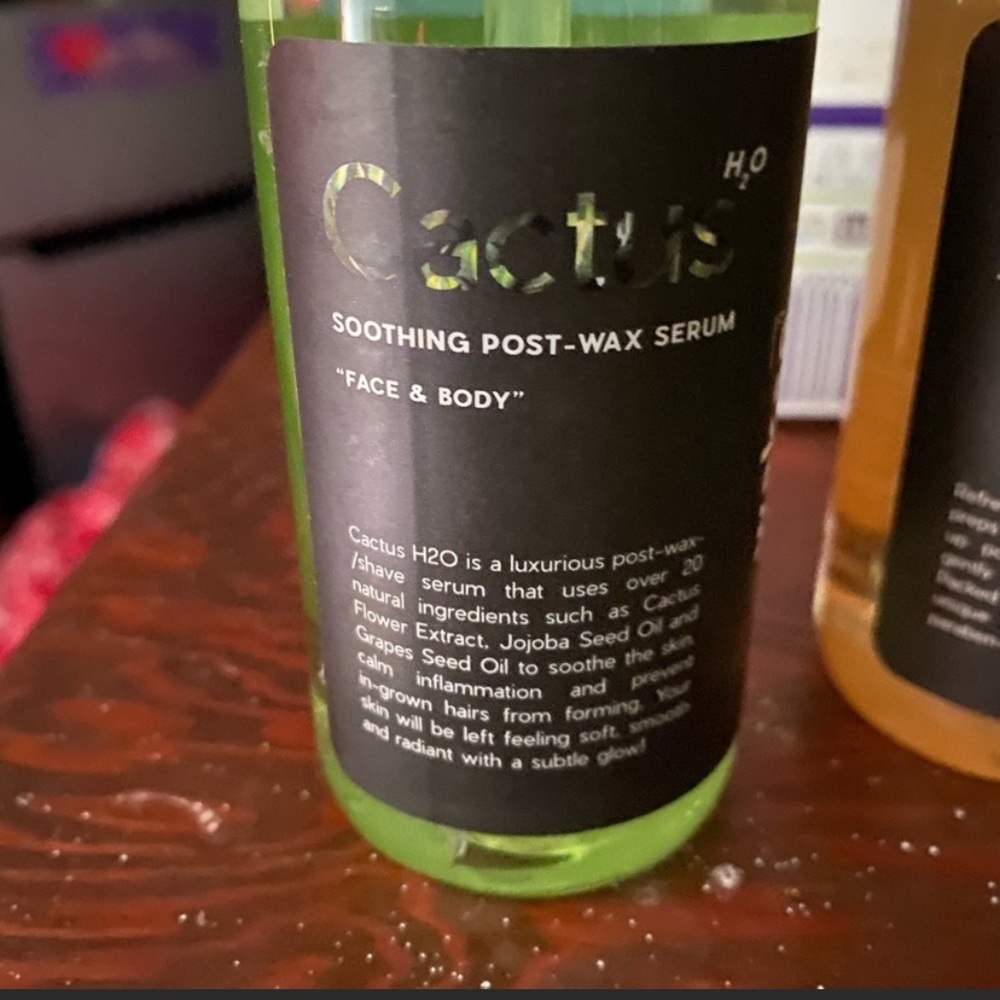 Cactus H₂O
SOOTHING POST-WAX SERUM
"FACE & BODY"
Cactus H2O is a luxurious post-wax-
/shave serum that uses over 20
natural ingredients such as Cactus
Flower Extract, Jojoba Seed Oil and
Grapes Seed Oil to soothe the skin,
calm inflammation and prevent
in-grown hairs from forming. Your
skin will be left feeling soft, smooth
and radiant with a subtle glow!